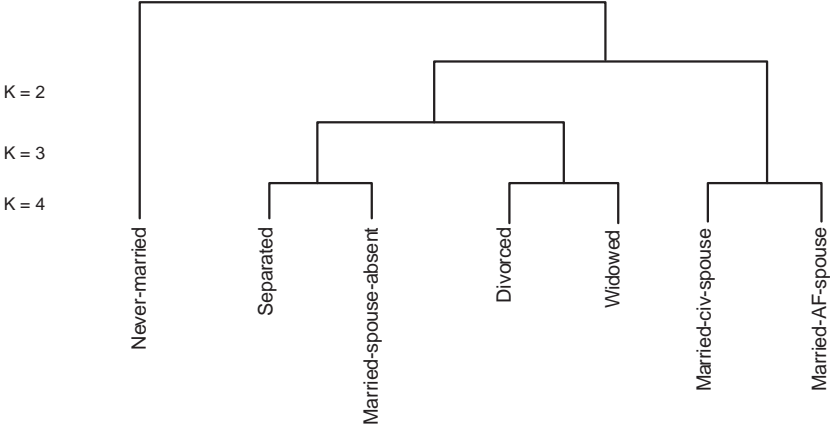 K = 2
K = 3
K = 4
Never-married
Separated
Married-spouse-absent
Divorced
Widowed
Married-civ-spouse
Married-AF-spouse